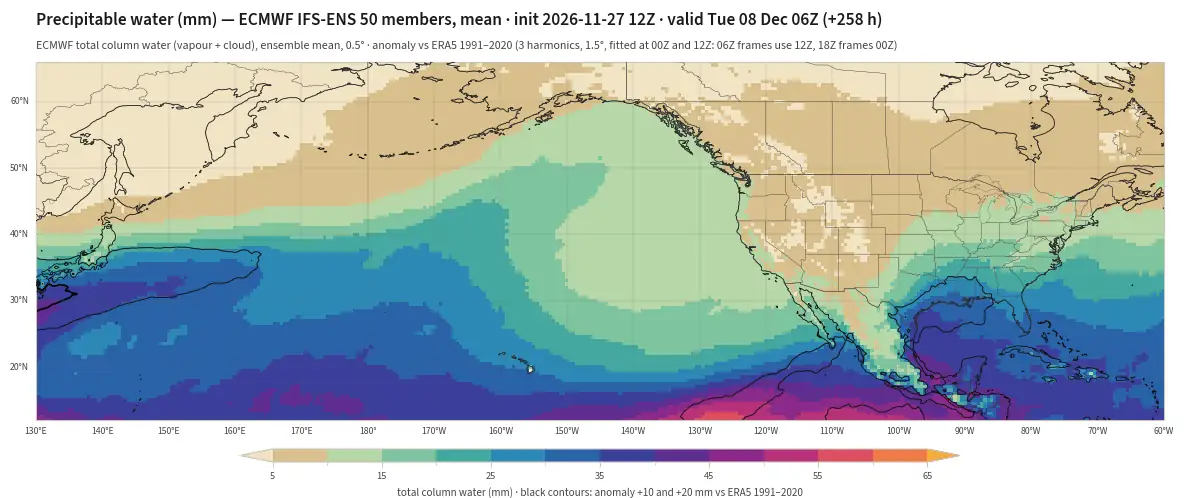 Precipitable water (mm) — ECMWF IFS-ENS 50 members, mean · init 2026-11-27 12Z · valid Tue 08 Dec 06Z (+258 h)
ECMWF total column water (vapour + cloud), ensemble mean, 0.5° · anomaly vs ERA5 1991–2020 (3 harmonics, 1.5°, fitted at 00Z and 12Z: 06Z frames use 12Z, 18Z frames 00Z)
60°N
50°N
40°N
30°N
20°N
130°E 140°E 150°E 160°E 170°E 180° 170°W 160°W 150°W 140°W 130°W 120°W 110°W 100°W 90°W 80°W 70°W 60°W
5 15 25 35 45 55 65
total column water (mm) · black contours: anomaly +10 and +20 mm vs ERA5 1991–2020